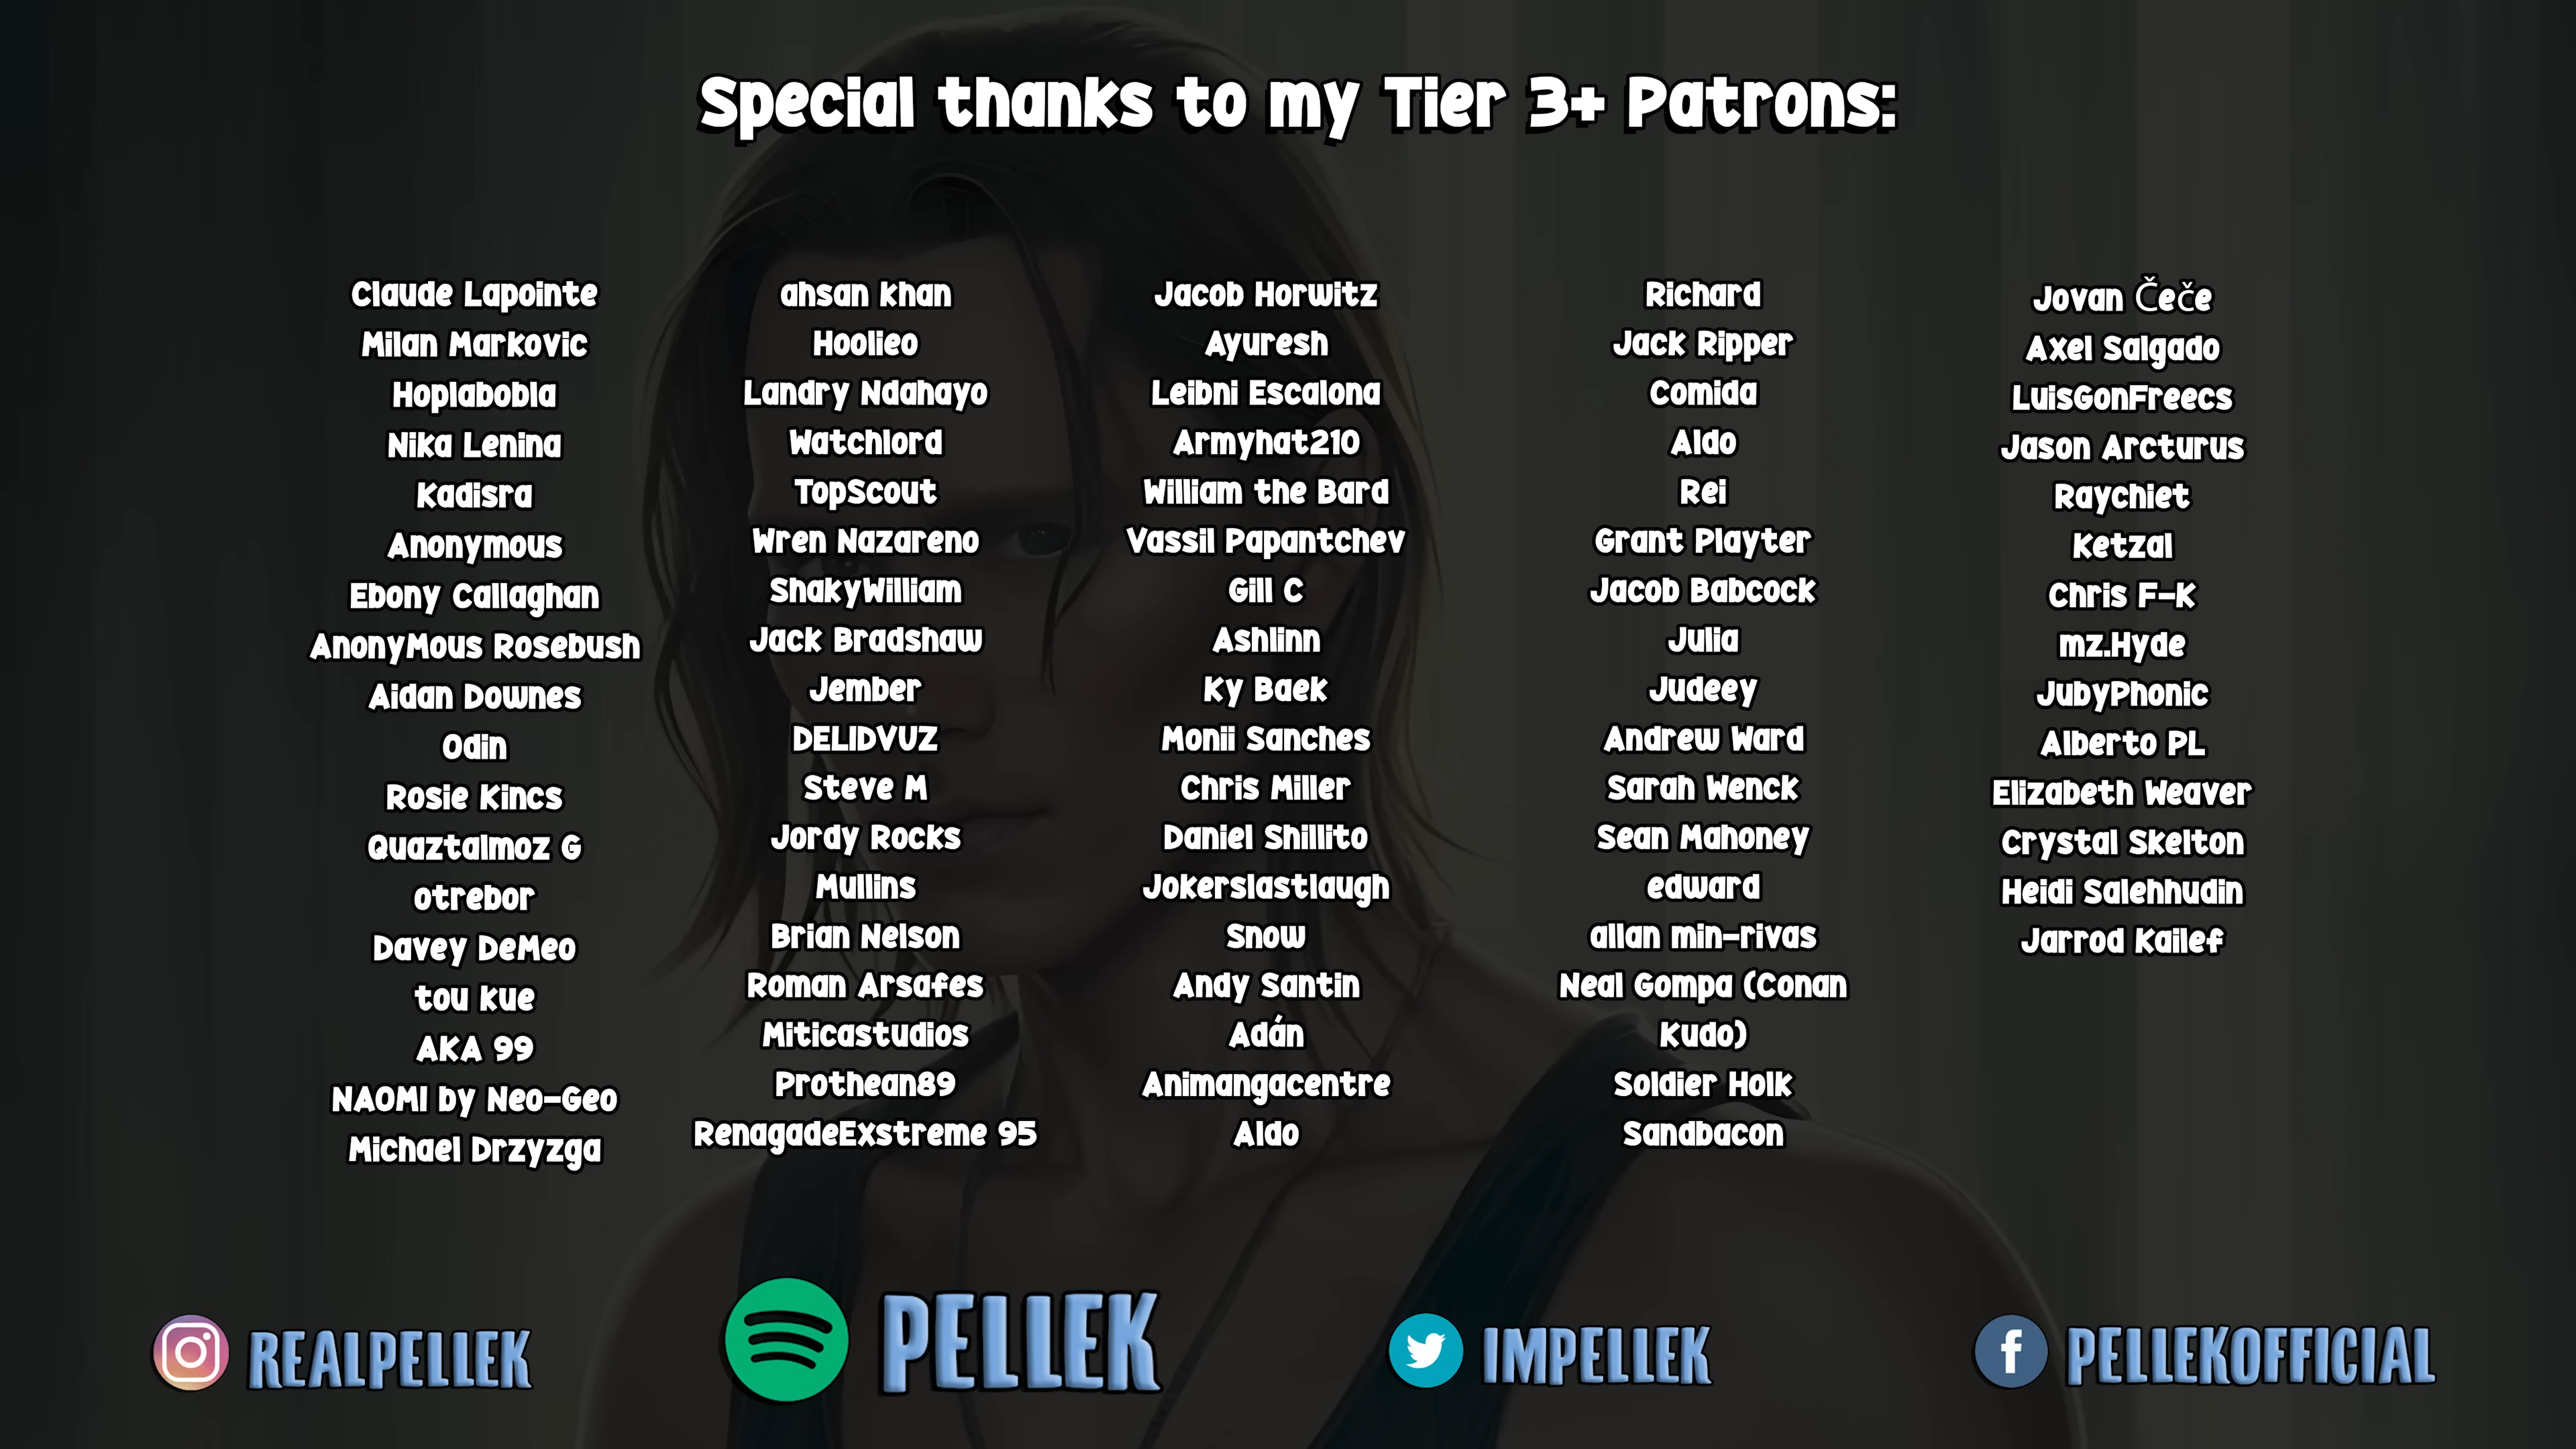 Special thanks to my Tier 3+ Patrons:
Claude Lapointe
Milan Markovic
Hoplabobla
Nika Lenina
Kadisra
Anonymous
Ebony Callaghan
AnonyMous Rosebush
Aidan Downes
Odin
Rosie Kincs
Quaztalmoz G
otrebor
Davey DeMeo
tou kue
AKA 99
NAOMI by Neo-Geo
Michael Drzyzga
ahsan khan
Hoolieo
Landry Ndahayo
Watchlord
TopScout
Wren Nazareno
ShakyWilliam
Jack Bradshaw
Jember
DELIDVUZ
Steve M
Jordy Rocks
Mullins
Brian Nelson
Roman Arsafes
Miticastudios
Prothean89
RenagadeExstreme 95
Jacob Horwitz
Ayuresh
Leibni Escalona
Armyhat210
William the Bard
Vassil Papantchev
Gill C
Ashlinn
Ky Baek
Monii Sanches
Chris Miller
Daniel Shillito
Jokerslastlaugh
Snow
Andy Santin
Adán
Animangacentre
Aldo
Richard
Jack Ripper
Comida
Aldo
Rei
Grant Playter
Jacob Babcock
Julia
Judeey
Andrew Ward
Sarah Wenck
Sean Mahoney
edward
allan min-rivas
Neal Gompa (Conan
Kudo)
Soldier Holk
Sandbacon
Jovan Čeče
Axel Salgado
LuisGonFreecs
Jason Arcturus
Raychiet
Ketzal
Chris F-K
mz.Hyde
JubyPhonic
Alberto PL
Elizabeth Weaver
Crystal Skelton
Heidi Salehhudin
Jarrod Kailef
REALPELLEK
PELLEK
IMPELLEK
PELLEKOFFICIAL